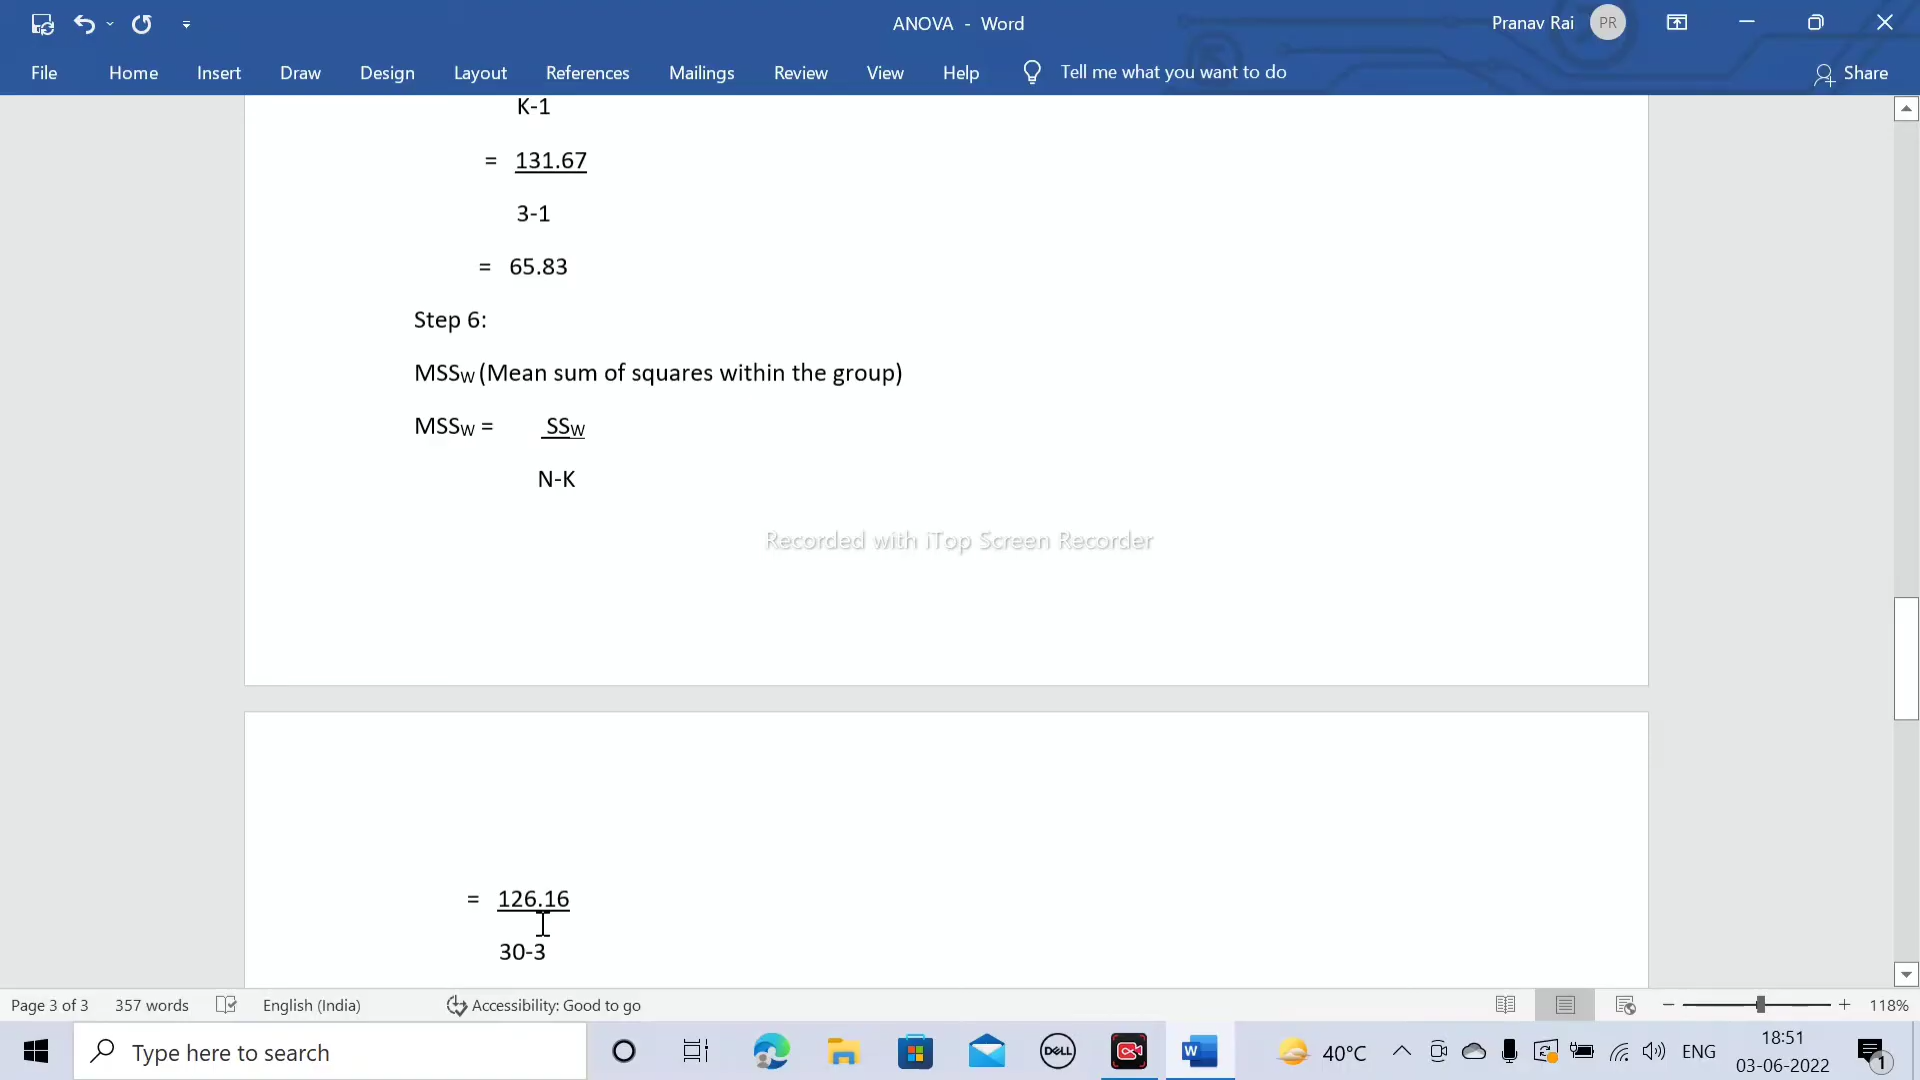 ANOVA - Word
Pranav Rai PR
File Home Insert Draw Design Layout References Mailings Review View Help Tell me what you want to do Share
K-1
= 131.67
3-1
= 65.83
Step 6:
MSSW (Mean sum of squares within the group)
MSSW = SSW
N-K
Recorded with iTop Screen Recorder
= 126.16
30-3
Page 3 of 3 357 words English (India) Accessibility: Good to go 118%
Type here to search DELL W 40°C ENG 18:51
03-06-2022 1